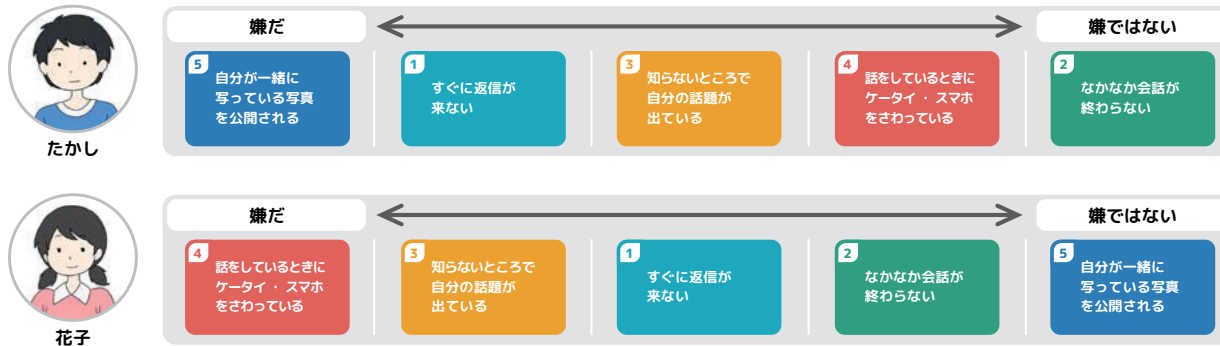 嫌だ
嫌ではない
5
自分が一緒に
写っている写真
を公開される
1
すぐに返信が
来ない
3
知らないところで
自分の話題が
出ている
4
話をしているときに
ケータイ・スマホ
をさわっている
2
なかなか会話が
終わらない
たかし
嫌だ
嫌ではない
4
話をしているときに
ケータイ・スマホ
をさわっている
3
知らないところで
自分の話題が
出ている
1
すぐに返信が
来ない
2
なかなか会話が
終わらない
5
自分が一緒に
写っている写真
を公開される
花子